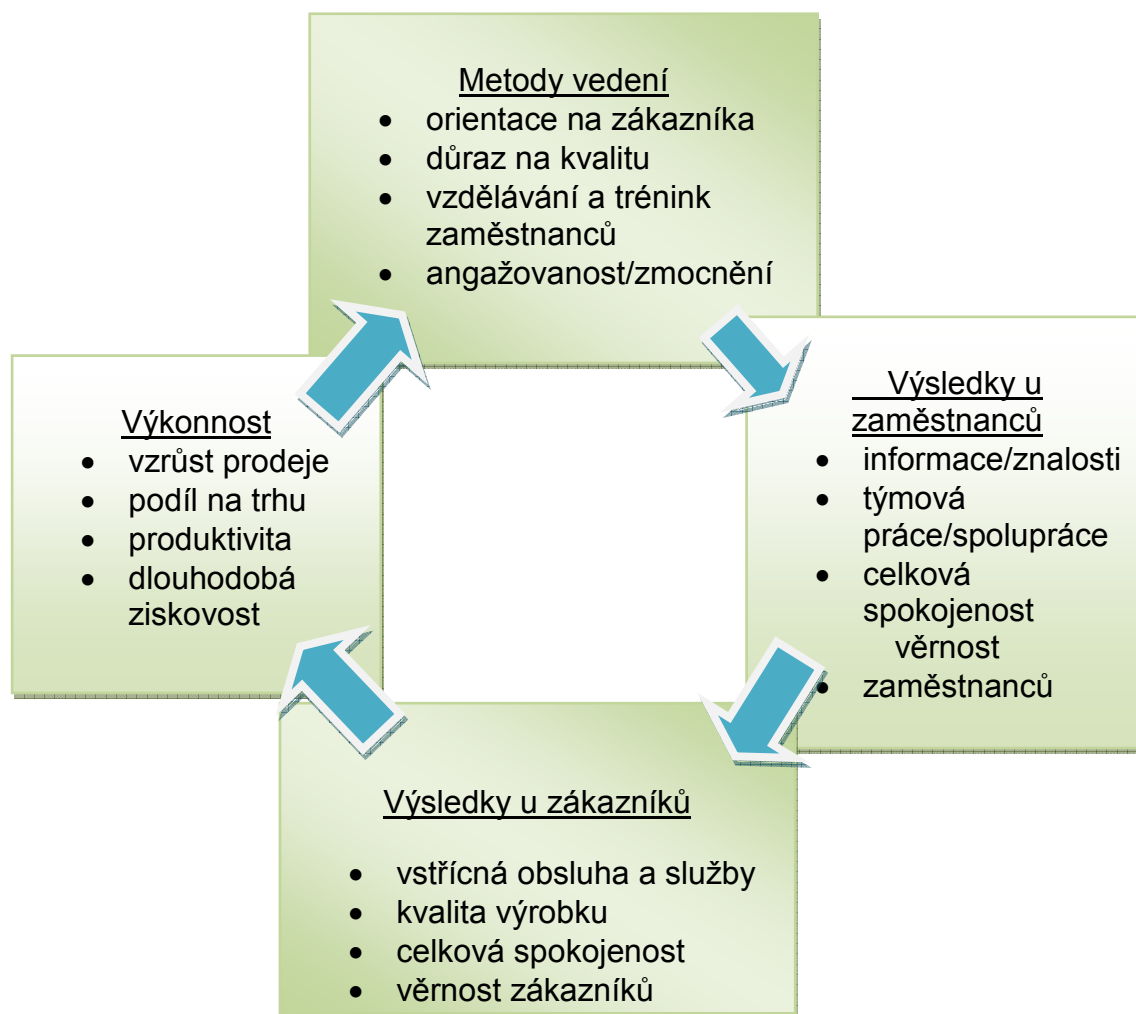 Metody vedení
• orientace na zákazníka
• důraz na kvalitu
• vzdělávání a trénink
zaměstnanců
• angažovanost/zmocnění
Výsledky u
zaměstnanců
• informace/znalosti
• týmová
práce/spolupráce
• celková
spokojenost
věrnost
• zaměstnanců
Výsledky u zákazníků
• vstřícná obsluha a služby
• kvalita výrobku
• celková spokojenost
• věrnost zákazníků
Výkonnost
• vzrůst prodeje
• podíl na trhu
• produktivita
• dlouhodobá
ziskovost